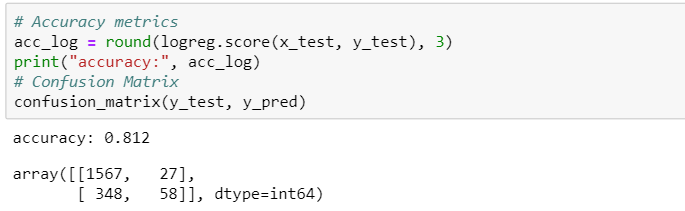 # Accuracy metrics
acc_log = round(logreg.score(x_test, y_test), 3)
print("accuracy:", acc_log)
# Confusion Matrix
confusion_matrix(y_test, y_pred)
accuracy: 0.812
array([[1567,   27],
       [ 348,   58]], dtype=int64)